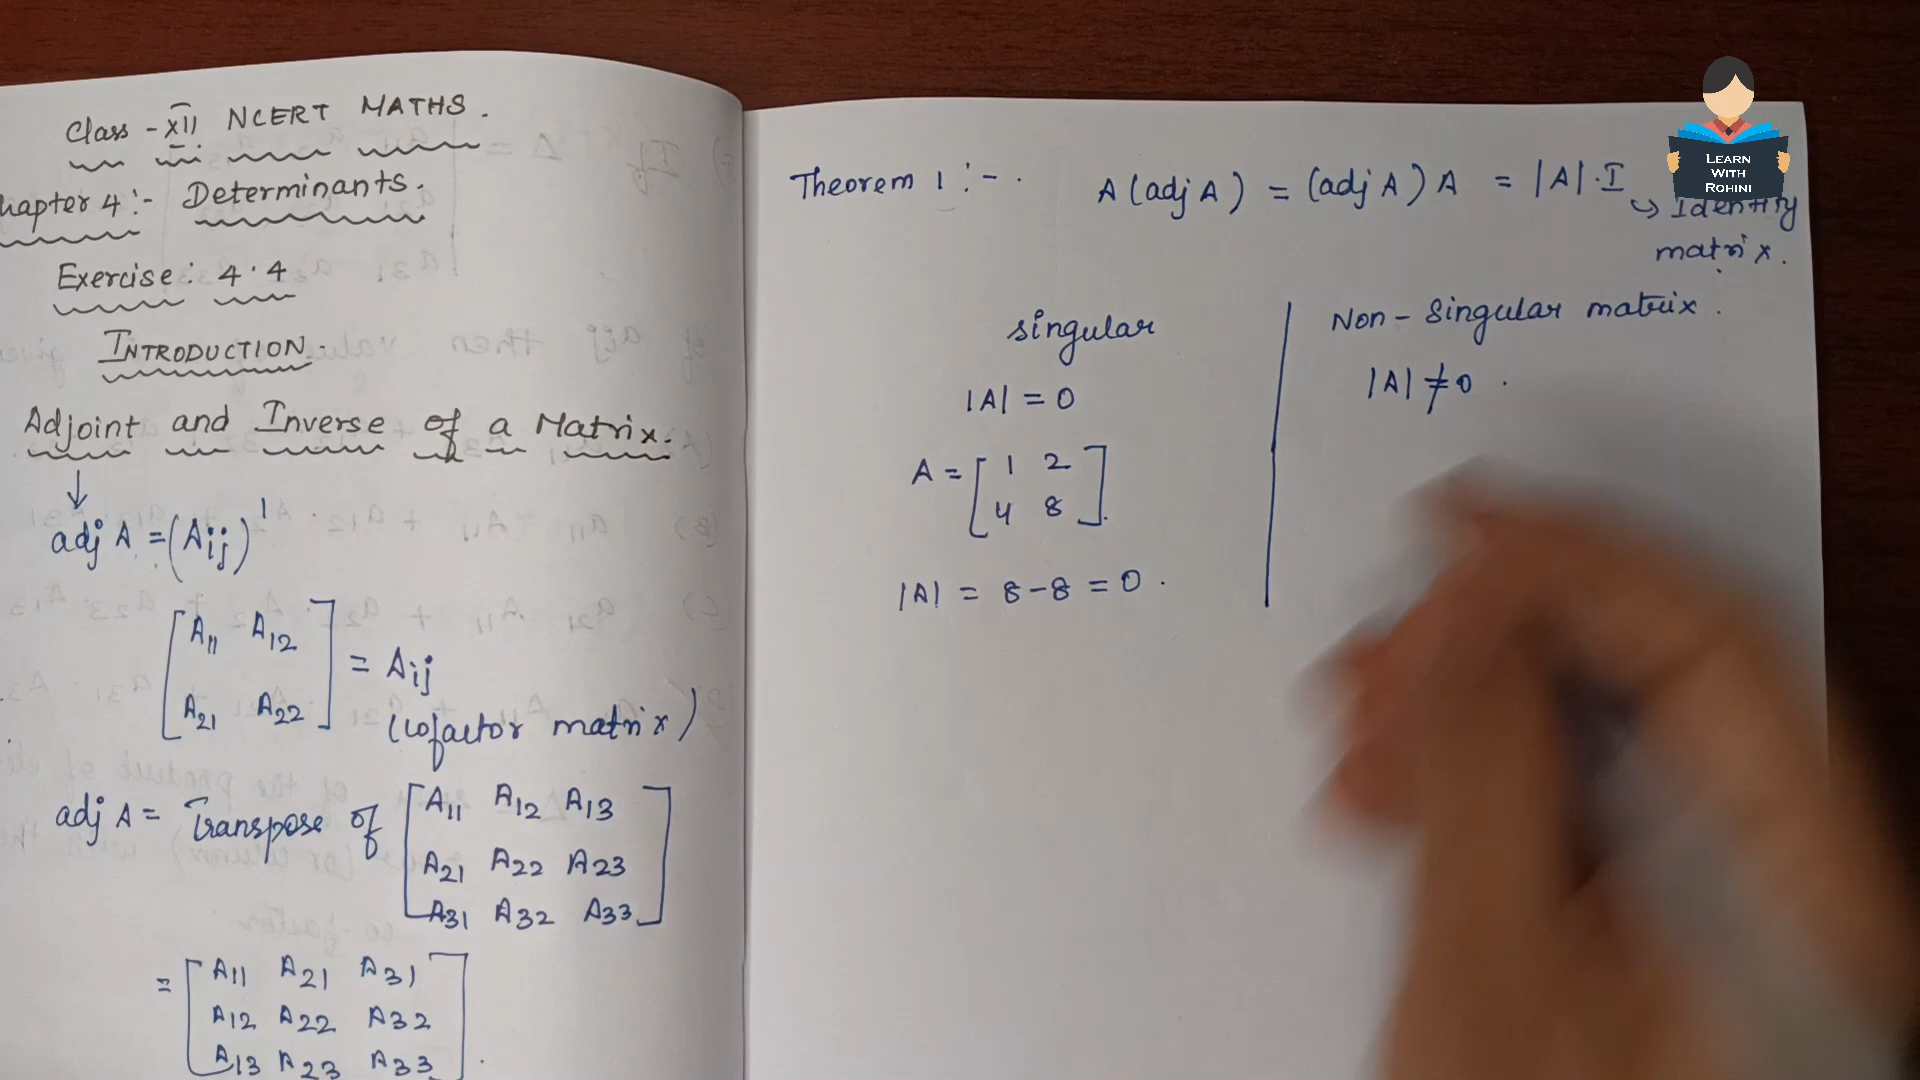 Class - XII NCERT MATHS.
hapter 4 :- Determinants.
Exercise: 4.4
INTRODUCTION:-
Adjoint and Inverse of a Matrix.
↓
adj A = (Aij)'
[ A11 A12
A21 A22 ] = Aij
(cofactor matrix)
adj A = Transpose of [ A11 A12 A13
A21 A22 A23
A31 A32 A33 ]
= [ A11 A21 A31
A12 A22 A32
A13 A23 A33 ].
Theorem 1 :- . A (adj A) = (adj A) A = |A|.I
↪ Identity
matrix.
singular
|A| = 0
A = [ 1 2
4 8 ].
|A| = 8 - 8 = 0.
Non - Singular matrix.
|A| ≠ 0.
LEARN
WITH
ROHINI